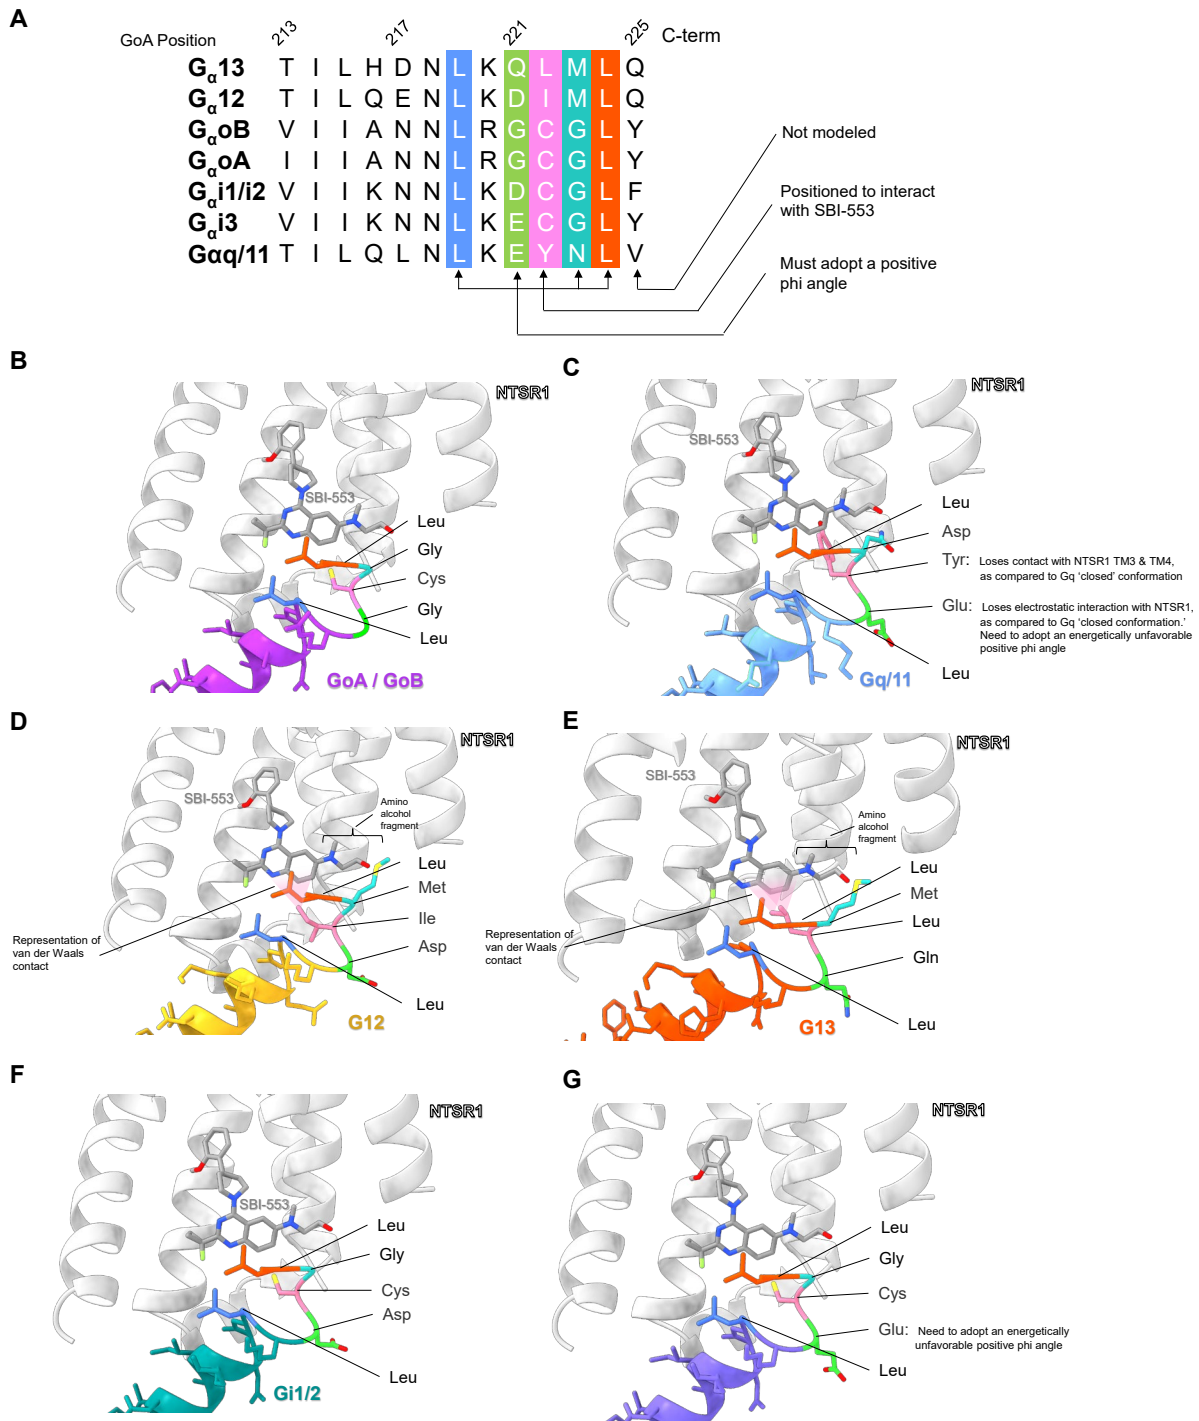 A
GoA Position 213 217 221 225 C-term
Gα13 T I L H D N L K Q L M L Q
Gα12 T I L Q E N L K D I M L Q
GαoB V I I A N N L R G C G L Y
GαoA I I I A N N L R G C G L Y
Gαi1/i2 V I I K N N L K D C G L F
Gαi3 V I I K N N L K E C G L Y
Gαq/11 T I L Q L N L K E Y N L V
Not modeled
Positioned to interact
with SBI-553
Must adopt a positive
phi angle
B
NTSR1
SBI-553
Leu
Gly
Cys
Gly
Leu
GoA / GoB
C
NTSR1
SBI-553
Leu
Asp
Tyr: Loses contact with NTSR1 TM3 & TM4,
as compared to Gq 'closed' conformation
Glu: Loses electrostatic interaction with NTSR1,
as compared to Gq 'closed conformation.'
Need to adopt an energetically unfavorable
positive phi angle
Leu
Gq/11
D
NTSR1
SBI-553
Amino
alcohol
fragment
Leu
Met
Ile
Asp
Leu
Representation of
van der Waals
contact
G12
E
NTSR1
SBI-553
Amino
alcohol
fragment
Leu
Met
Leu
Gln
Leu
Representation of
van der Waals
contact
G13
F
NTSR1
SBI-553
Leu
Gly
Cys
Asp
Leu
Gi1/2
G
NTSR1
Leu
Gly
Cys
Glu: Need to adopt an energetically
unfavorable positive phi angle
Leu